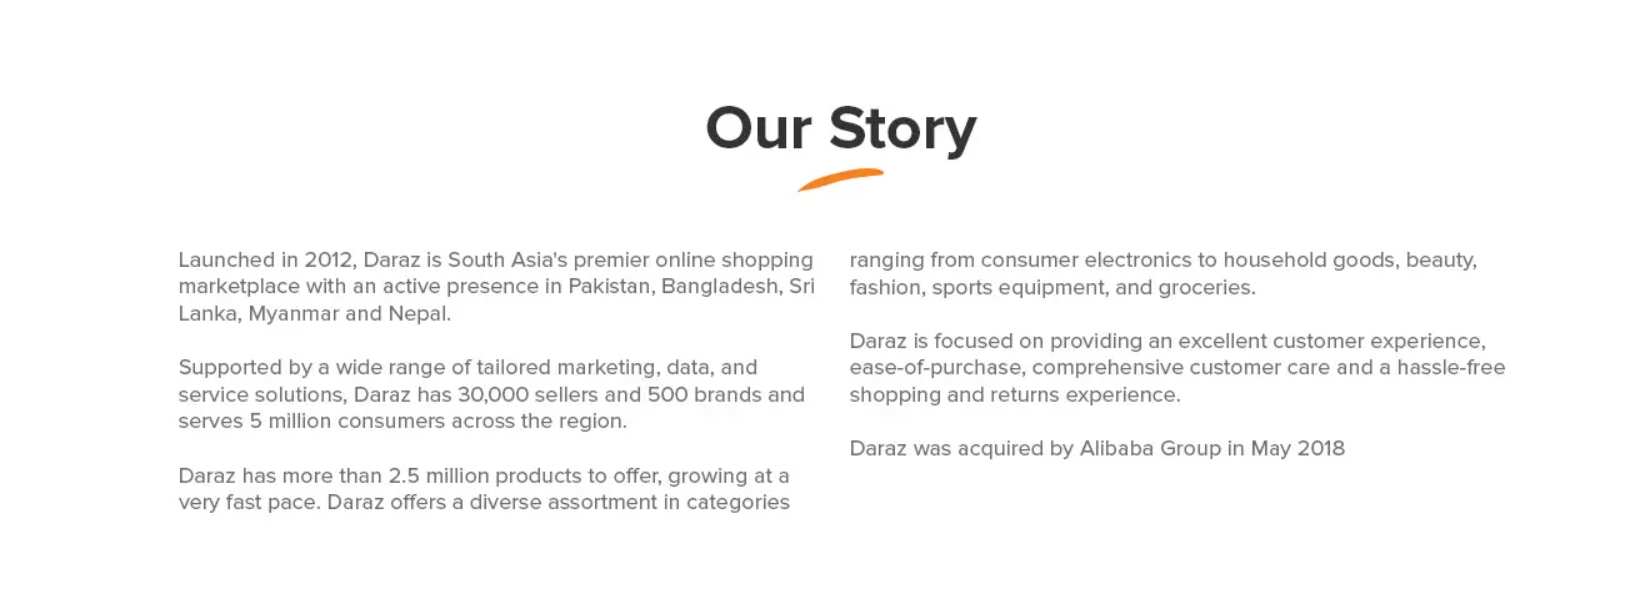 Our Story
Launched in 2012, Daraz is South Asia's premier online shopping
marketplace with an active presence in Pakistan, Bangladesh, Sri
Lanka, Myanmar and Nepal.
Supported by a wide range of tailored marketing, data, and
service solutions, Daraz has 30,000 sellers and 500 brands and
serves 5 million consumers across the region.
Daraz has more than 2.5 million products to offer, growing at a
very fast pace. Daraz offers a diverse assortment in categories
ranging from consumer electronics to household goods, beauty,
fashion, sports equipment, and groceries.
Daraz is focused on providing an excellent customer experience,
ease-of-purchase, comprehensive customer care and a hassle-free
shopping and returns experience.
Daraz was acquired by Alibaba Group in May 2018